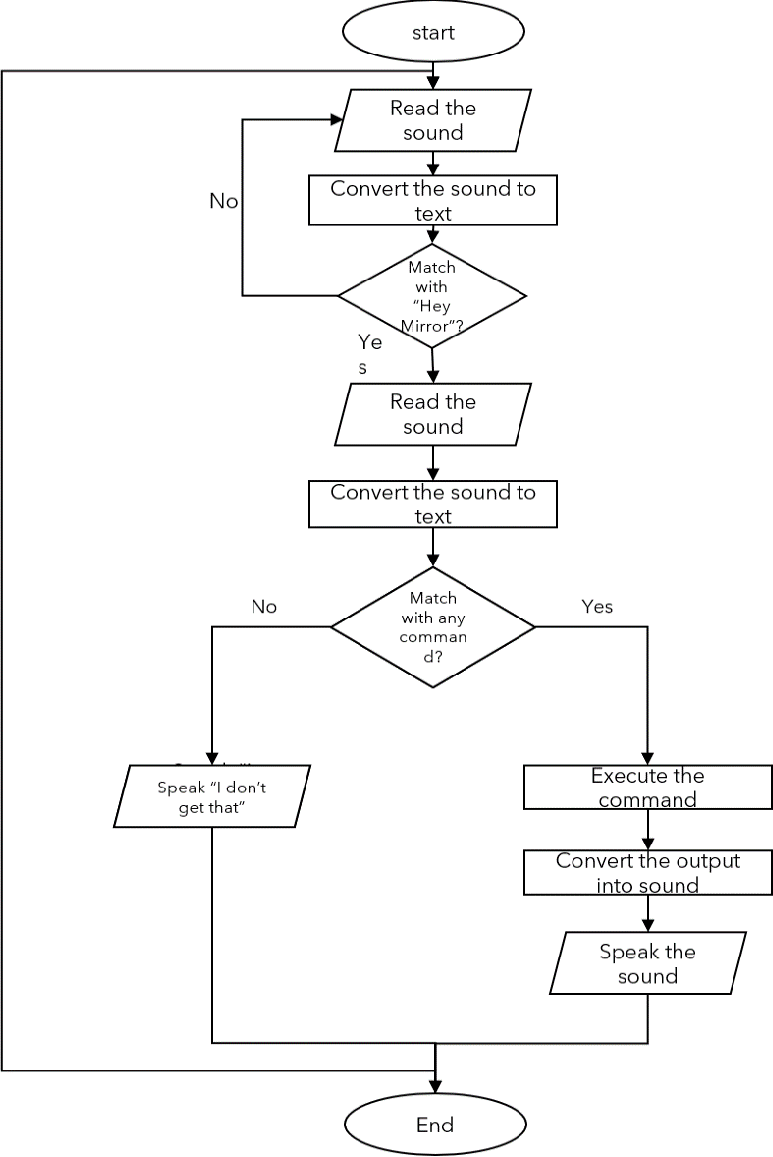 start
Read the
sound
Convert the sound to
text
No
Match
with
“Hey
Mirror”?
Ye
s
Read the
sound
Convert the sound to
text
Match
with any
comman
d?
No
Yes
Speak “I don’t
get that”
Execute the
command
Convert the output
into sound
Speak the
sound
End